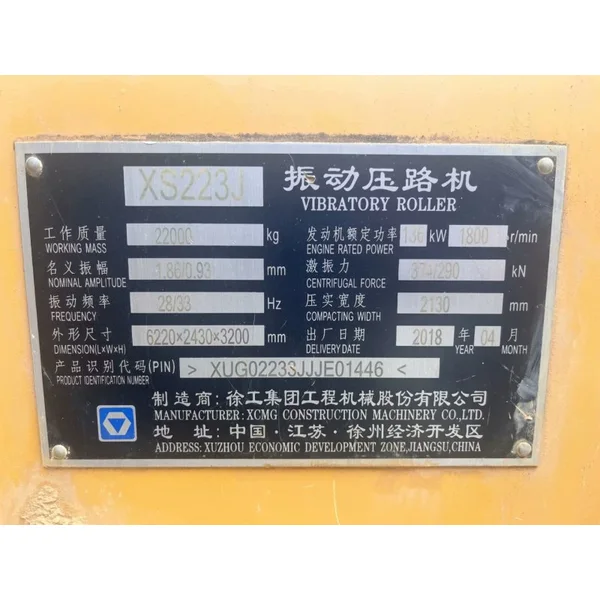 XS223J 振动压路机
VIBRATORY ROLLER
工作质量 22000 kg 发动机额定功率 136 kW 1800 r/min
WORKING MASS ENGINE RATED POWER
名义振幅 1.86/0.93 mm 激振力 374/290 kN
NOMINAL AMPLITUDE CENTRIFUGAL FORCE
振动频率 28/33 Hz 压实宽度 2130 mm
FREQUENCY COMPACTING WIDTH
外形尺寸 6220×2430×3200 mm 出厂日期 2018 年 04 月
DIMENSION(L×W×H) DELIVERY DATE YEAR MONTH
产品识别代码(PIN) > XUG02233JJJE01446 <
PRODUCT IDENTIFICATION NUMBER
制造商:徐工集团工程机械股份有限公司
MANUFACTURER: XCMG CONSTRUCTION MACHINERY CO.,LTD.
地 址:中国·江苏·徐州经济开发区
ADDRESS: XUZHOU ECONOMIC DEVELOPMENT ZONE,JIANGSU,CHINA